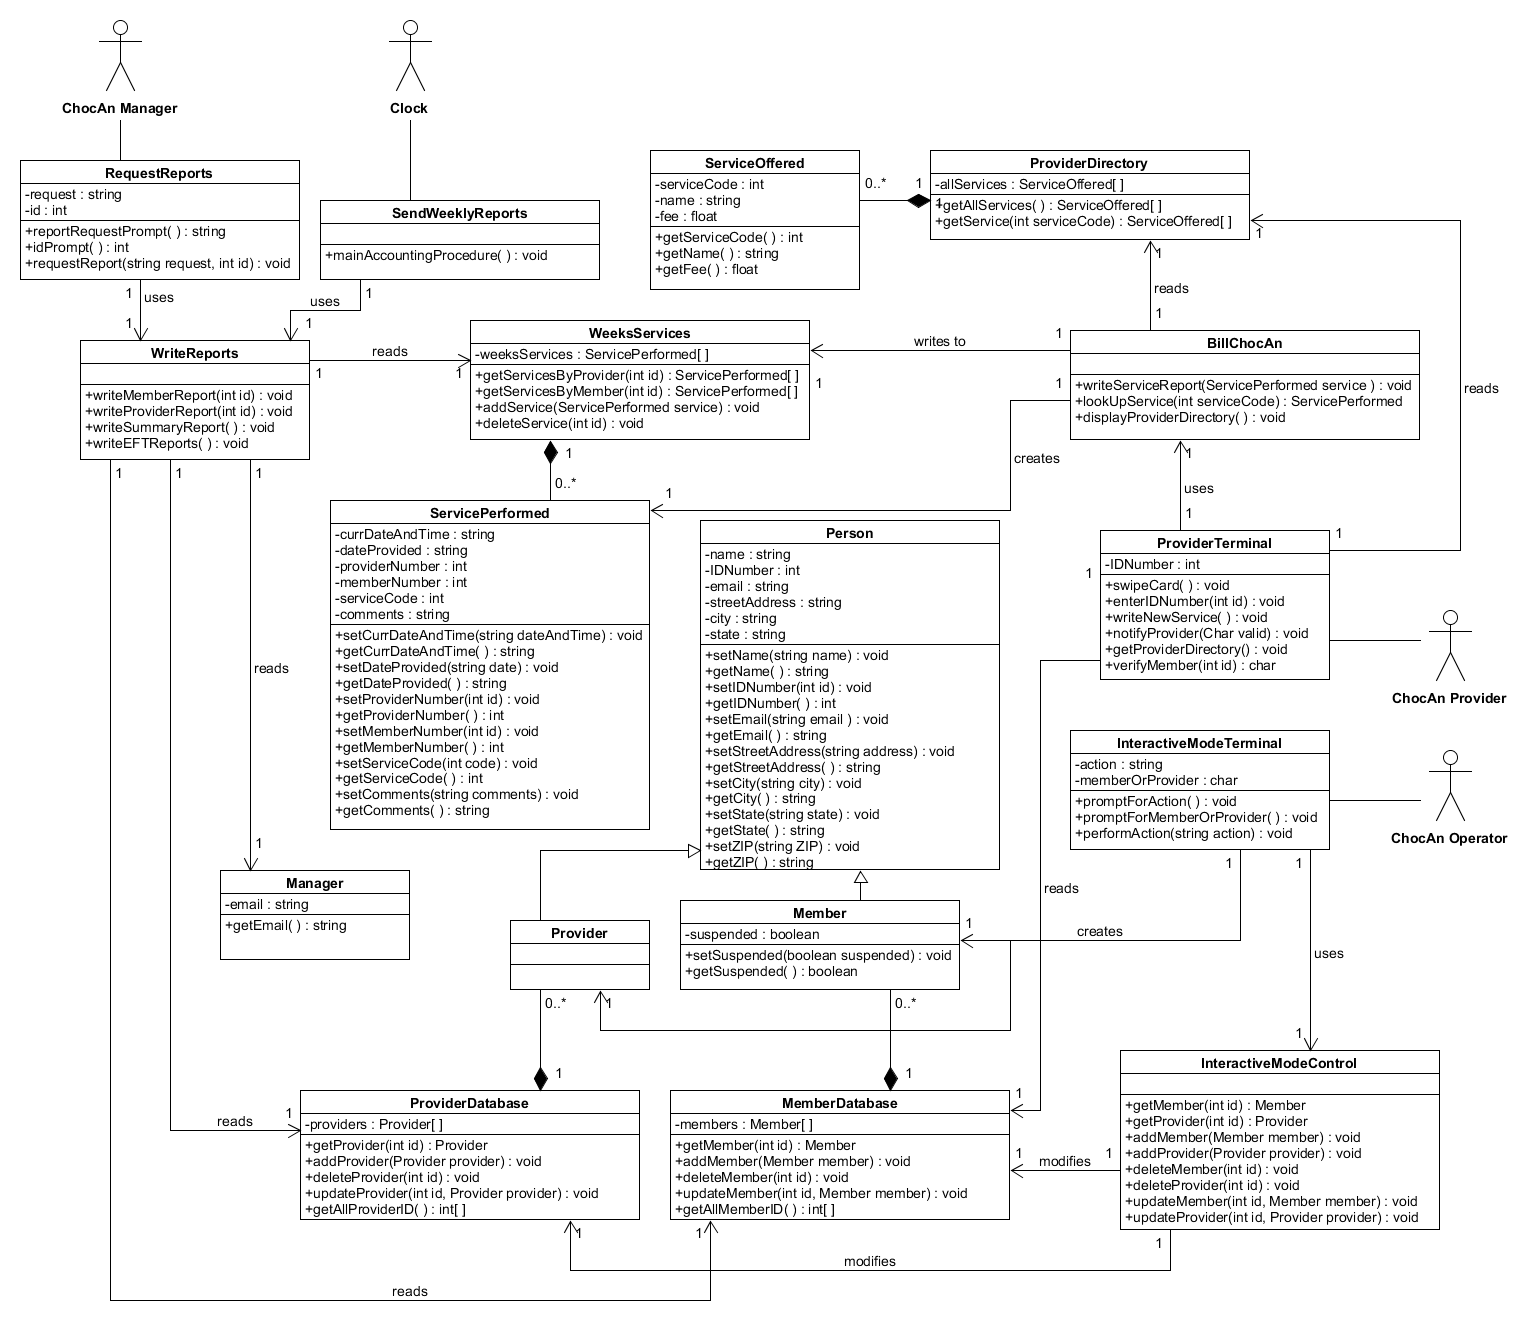 ChocAn Manager
Clock
RequestReports
-request : string
-id : int
+reportRequestPrompt( ) : string
+idPrompt( ) : int
+requestReport(string request, int id) : void
SendWeeklyReports
+mainAccountingProcedure( ) : void
ServiceOffered
-serviceCode : int
-name : string
-fee : float
+getServiceCode( ) : int
+getName( ) : string
+getFee( ) : float
0..*
1
ProviderDirectory
-allServices : ServiceOffered[ ]
+getAllServices( ) : ServiceOffered[ ]
+getService(int serviceCode) : ServiceOffered[ ]
1
1
1
reads
1
1
uses
1
1
uses
1
WriteReports
+writeMemberReport(int id) : void
+writeProviderReport(int id) : void
+writeSummaryReport( ) : void
+writeEFTReports( ) : void
reads
1
1
WeeksServices
-weeksServices : ServicePerformed[ ]
+getServicesByProvider(int id) : ServicePerformed[ ]
+getServicesByMember(int id) : ServicePerformed[ ]
+addService(ServicePerformed service) : void
+deleteService(int id) : void
writes to
1
1
1
BillChocAn
+writeServiceReport(ServicePerformed service ) : void
+lookUpService(int serviceCode) : ServicePerformed
+displayProviderDirectory( ) : void
reads
1
1
1
1
0..*
creates
1
1
uses
1
1
ServicePerformed
-currDateAndTime : string
-dateProvided : string
-providerNumber : int
-memberNumber : int
-serviceCode : int
-comments : string
+setCurrDateAndTime(string dateAndTime) : void
+getCurrDateAndTime( ) : string
+setDateProvided(string date) : void
+getDateProvided( ) : string
+setProviderNumber(int id) : void
+getProviderNumber( ) : int
+setMemberNumber(int id) : void
+getMemberNumber( ) : int
+setServiceCode(int code) : void
+getServiceCode( ) : int
+setComments(string comments) : void
+getComments( ) : string
Person
-name : string
-IDNumber : int
-email : string
-streetAddress : string
-city : string
-state : string
+setName(string name) : void
+getName( ) : string
+setIDNumber(int id) : void
+getIDNumber( ) : int
+setEmail(string email ) : void
+getEmail( ) : string
+setStreetAddress(string address) : void
+getStreetAddress( ) : string
+setCity(string city) : void
+getCity( ) : string
+setState(string state) : void
+getState( ) : string
+setZIP(string ZIP) : void
+getZIP( ) : string
1
1
ProviderTerminal
-IDNumber : int
+swipeCard( ) : void
+enterIDNumber(int id) : void
+writeNewService( ) : void
+notifyProvider(Char valid) : void
+getProviderDirectory() : void
+verifyMember(int id) : char
ChocAn Provider
InteractiveModeTerminal
-action : string
-memberOrProvider : char
+promptForAction( ) : void
+promptForMemberOrProvider( ) : void
+performAction(string action) : void
ChocAn Operator
reads
1
Manager
-email : string
+getEmail( ) : string
Provider
Member
-suspended : boolean
+setSuspended(boolean suspended) : void
+getSuspended( ) : boolean
reads
1
1
1
creates
uses
0..*
1
0..*
1
1
1
1
ProviderDatabase
-providers : Provider[ ]
+getProvider(int id) : Provider
+addProvider(Provider provider) : void
+deleteProvider(int id) : void
+updateProvider(int id, Provider provider) : void
+getAllProviderID( ) : int[ ]
reads
1
MemberDatabase
-members : Member[ ]
+getMember(int id) : Member
+addMember(Member member) : void
+deleteMember(int id) : void
+updateMember(int id, Member member) : void
+getAllMemberID( ) : int[ ]
1
modifies
1
InteractiveModeControl
+getMember(int id) : Member
+getProvider(int id) : Provider
+addMember(Member member) : void
+addProvider(Provider provider) : void
+deleteMember(int id) : void
+deleteProvider(int id) : void
+updateMember(int id, Member member) : void
+updateProvider(int id, Provider provider) : void
1
1
1
modifies
reads